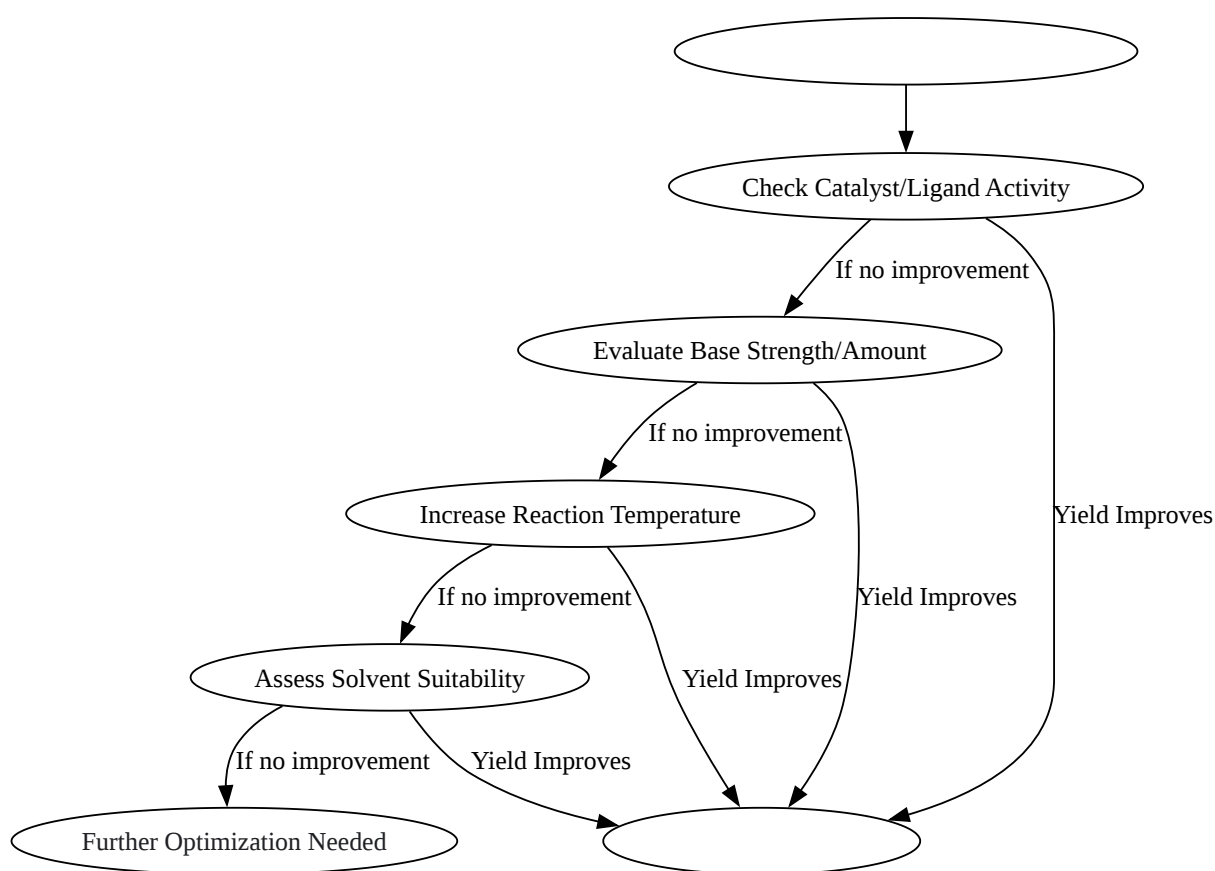 Check Catalyst/Ligand Activity
If no improvement
Evaluate Base Strength/Amount
If no improvement
Increase Reaction Temperature
Yield Improves
If no improvement
Yield Improves
Assess Solvent Suitability
Yield Improves
If no improvement
Yield Improves
Further Optimization Needed